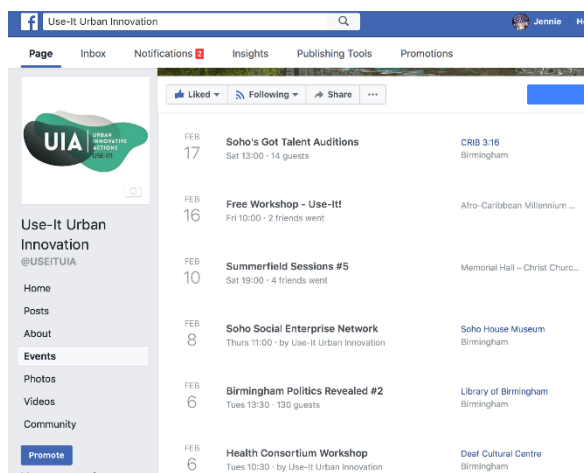 Use-It Urban Innovation
Jennie
Page
Inbox
Notifications 2
Insights
Publishing Tools
Promotions
Liked
Following
Share
UIA
URBAN
INNOVATIVE
ACTIONS
USE-IT!
Use-It Urban
Innovation
@USEITUIA
Home
Posts
About
Events
Photos
Videos
Community
Promote
FEB
17
Soho's Got Talent Auditions
Sat 13:00 · 14 guests
CRIB 3:16
Birmingham
FEB
16
Free Workshop - Use-It!
Fri 10:00 · 2 friends went
Afro-Caribbean Millennium ...
FEB
10
Summerfield Sessions #5
Sat 19:00 · 4 friends went
Memorial Hall – Christ Churc...
FEB
8
Soho Social Enterprise Network
Thurs 11:00 · by Use-It Urban Innovation
Soho House Museum
Birmingham
FEB
6
Birmingham Politics Revealed #2
Tues 13:30 · 130 guests
Library of Birmingham
Birmingham
FEB
6
Health Consortium Workshop
Tues 10:30 · by Use-It Urban Innovation
Deaf Cultural Centre
Birmingham